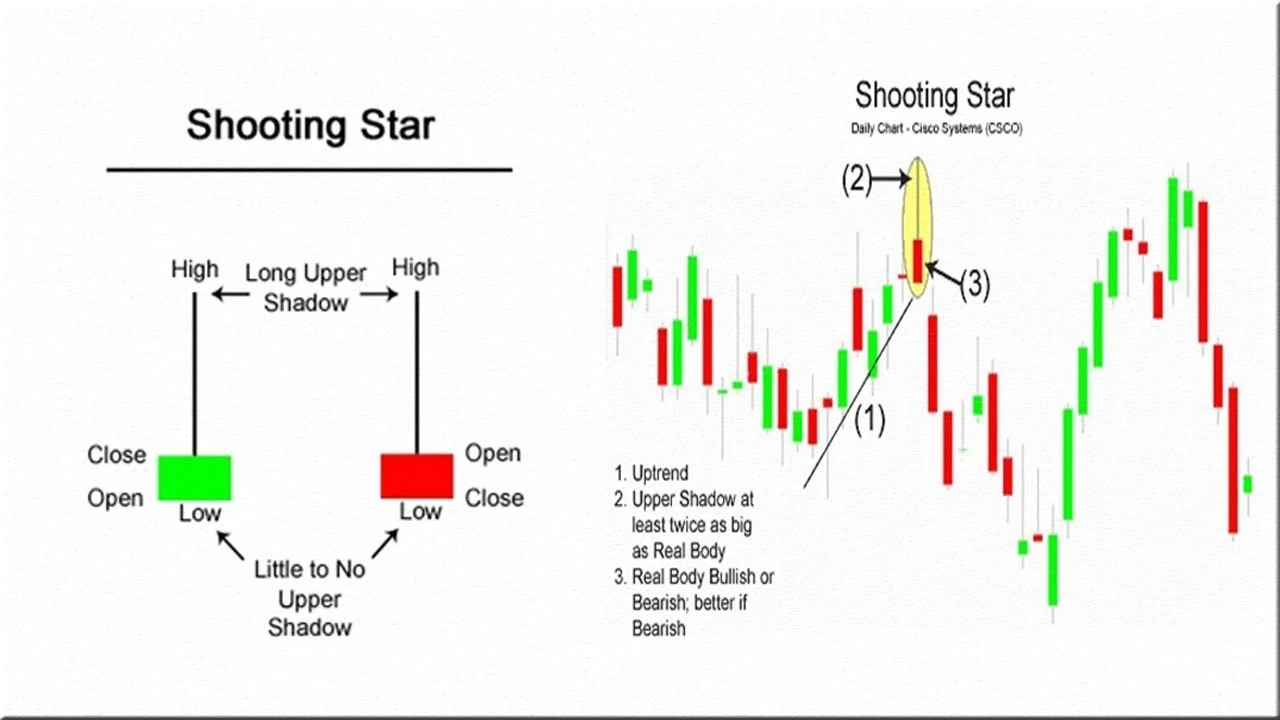 Shooting Star
High
Long Upper
Shadow
High
Close
Open
Low
Open
Close
Low
Little to No
Upper
Shadow
Shooting Star
Daily Chart - Cisco Systems (CSCO)
(2)
(3)
(1)
1. Uptrend
2. Upper Shadow at
least twice as big
as Real Body
3. Real Body Bullish or
Bearish; better if
Bearish